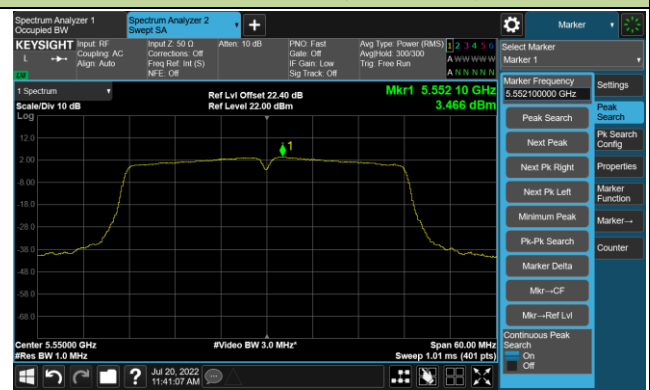 Spectrum Analyzer 1
Occupied BW
Spectrum Analyzer 2
Swept SA
Marker
KEYSIGHT
L
Input: RF
Coupling: AC
Align: Auto
Input Z: 50 Ω
Corrections: Off
Freq Ref: Int (S)
NFE: Off
Atten: 10 dB
PNO: Fast
Gate: Off
IF Gain: Low
Sig Track: Off
Avg Type: Power (RMS)
Avg|Hold: 300/300
Trig: Free Run
1 2 3 4 5 6
A W W W W W
A N N N N N
Select Marker
Marker 1
1 Spectrum
Scale/Div 10 dB
Log
Ref Lvl Offset 22.40 dB
Ref Level 22.00 dBm
Mkr1 5.552 10 GHz
3.466 dBm
12.0
2.00
-8.00
-18.0
-28.0
-38.0
-48.0
-58.0
-68.0
1
Center 5.55000 GHz
#Res BW 1.0 MHz
#Video BW 3.0 MHz*
Span 60.00 MHz
Sweep 1.01 ms (401 pts)
Marker Frequency
5.552100000 GHz
Peak Search
Next Peak
Next Pk Right
Next Pk Left
Minimum Peak
Pk-Pk Search
Marker Delta
Mkr→CF
Mkr→Ref Lvl
Continuous Peak
Search
On
Off
Settings
Peak
Search
Pk Search
Config
Properties
Marker
Function
Marker→
Counter
?
Jul 20, 2022
11:41:07 AM